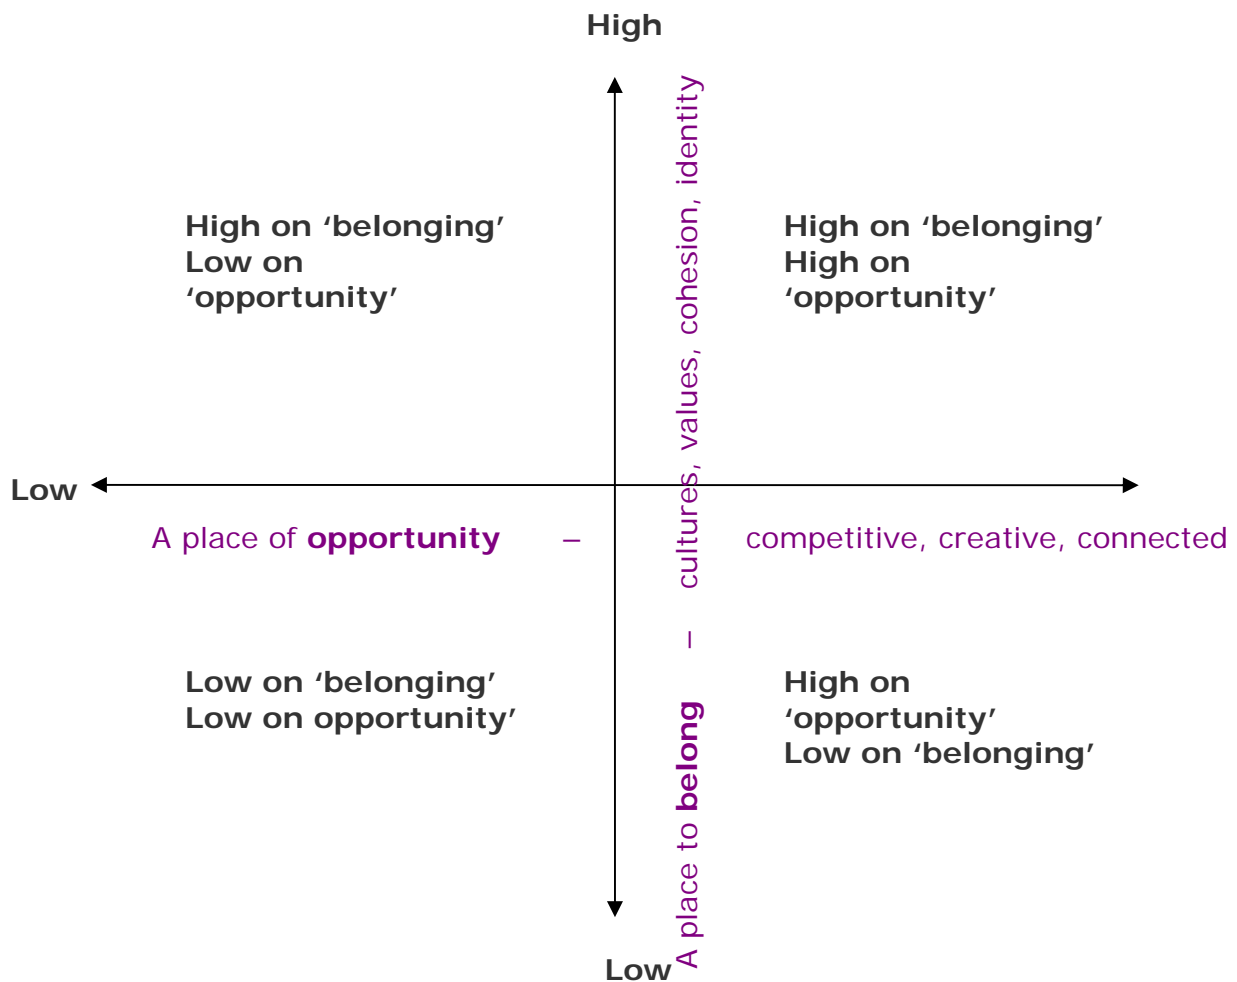 High
High on ‘belonging’
Low on
‘opportunity’
High on ‘belonging’
High on
‘opportunity’
Low
A place of opportunity – competitive, creative, connected
A place to belong – cultures, values, cohesion, identity
Low on ‘belonging’
Low on opportunity’
High on
‘opportunity’
Low on ‘belonging’
Low